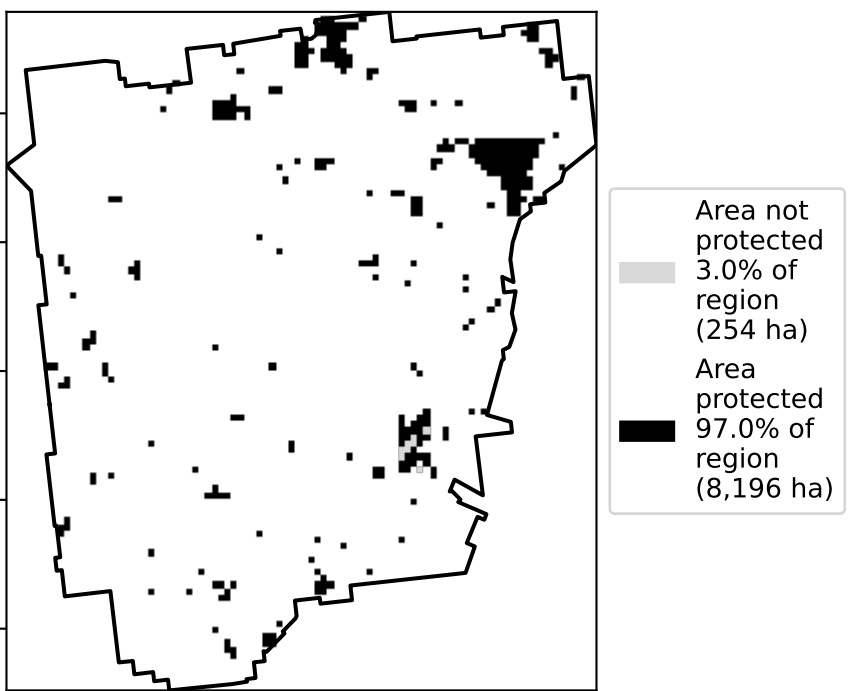 Area not
protected
3.0% of
region
(254 ha)
Area
protected
97.0% of
region
(8,196 ha)